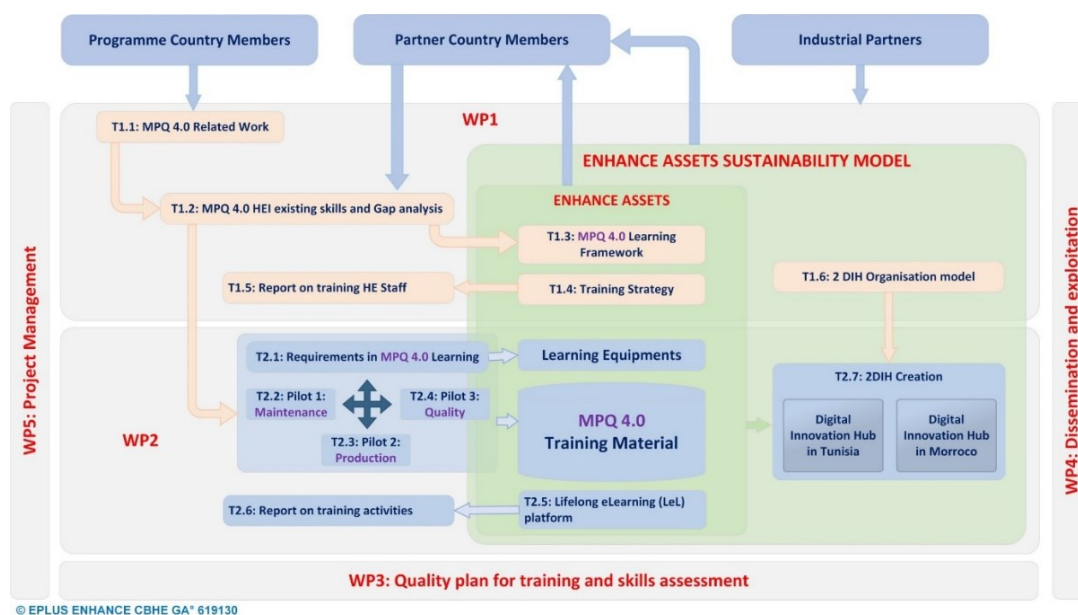 Programme Country Members
Partner Country Members
Industrial Partners
WP5: Project Management
WP4: Dissemination and exploitation
WP1
T1.1: MPQ 4.0 Related Work
ENHANCE ASSETS SUSTAINABILITY MODEL
ENHANCE ASSETS
T1.2: MPQ 4.0 HEI existing skills and Gap analysis
T1.3: MPQ 4.0 Learning
Framework
T1.5: Report on training HE Staff
T1.4: Training Strategy
T1.6: 2 DIH Organisation model
WP2
T2.1: Requirements in MPQ 4.0 Learning
Learning Equipments
T2.2: Pilot 1:
Maintenance
T2.4: Pilot 3:
Quality
T2.3: Pilot 2:
Production
MPQ 4.0
Training Material
T2.7: 2DIH Creation
Digital
Innovation Hub
in Tunisia
Digital
Innovation Hub
in Morroco
T2.6: Report on training activities
T2.5: Lifelong eLearning (LeL)
platform
WP3: Quality plan for training and skills assessment
© EPLUS ENHANCE CBHE GA° 619130